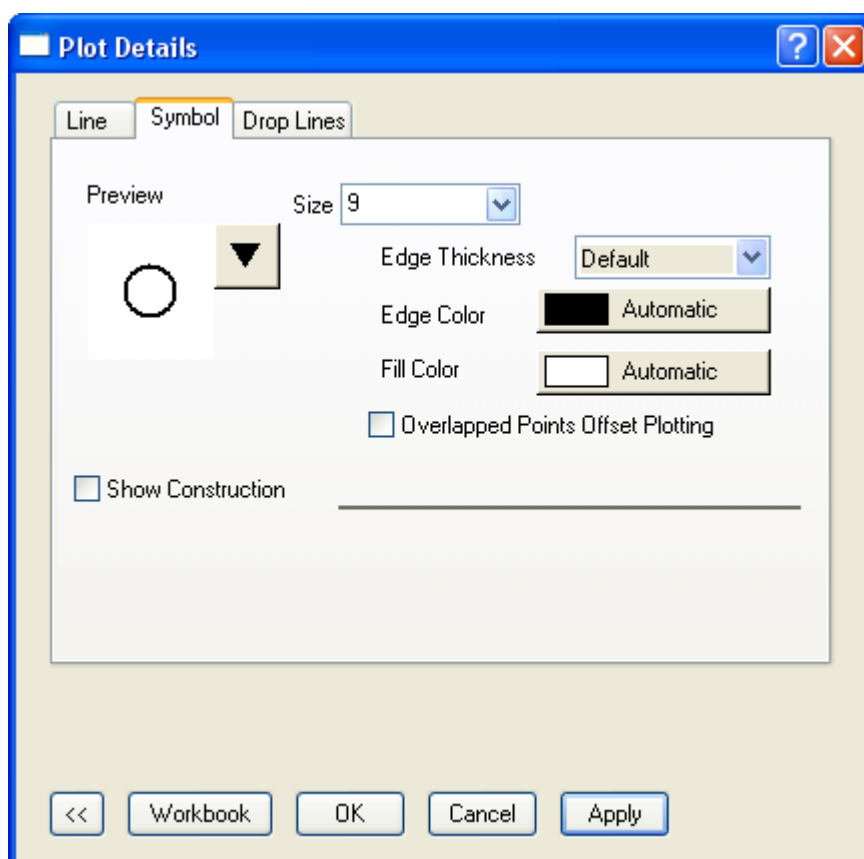 Plot Details
Line Symbol Drop Lines
Preview
Size 9
Edge Thickness Default
Edge Color Automatic
Fill Color Automatic
Overlapped Points Offset Plotting
Show Construction
<< Workbook OK Cancel Apply